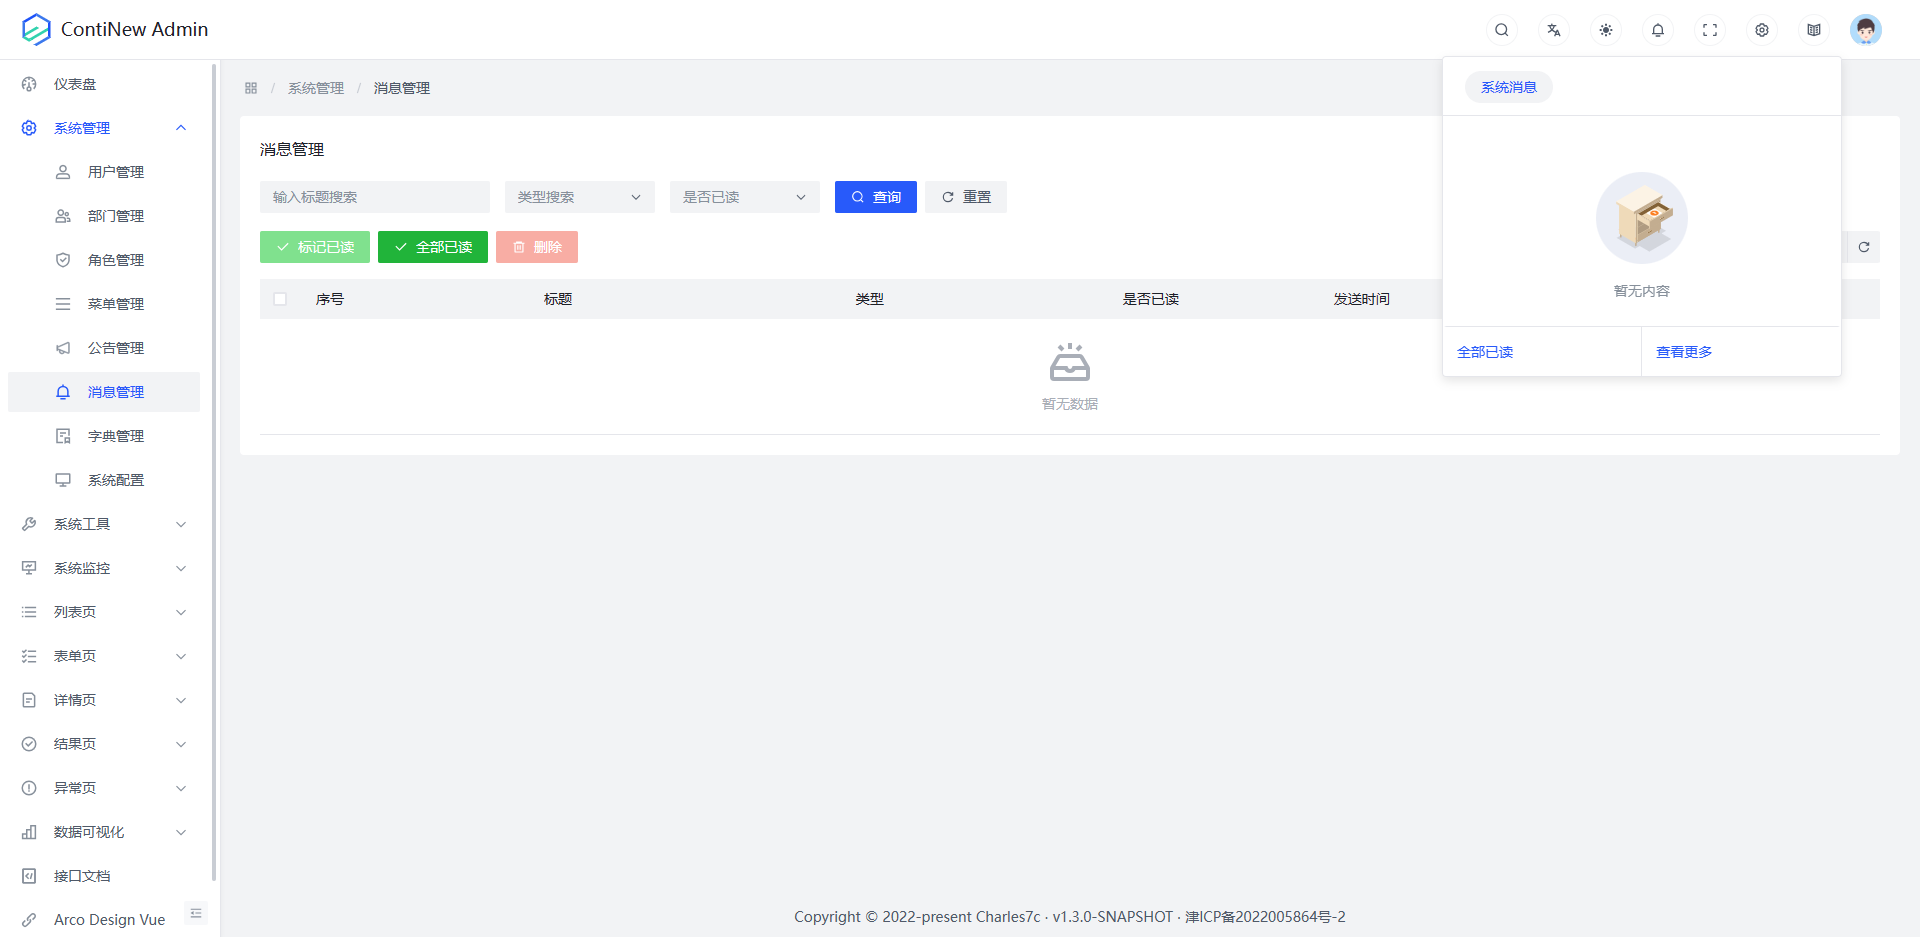 ContiNew Admin
仪表盘
系统管理
用户管理
部门管理
角色管理
菜单管理
公告管理
消息管理
字典管理
系统配置
系统工具
系统监控
列表页
表单页
详情页
结果页
异常页
数据可视化
接口文档
Arco Design Vue
/ 系统管理 / 消息管理
消息管理
输入标题搜索 类型搜索 是否已读 查询 重置
标记已读 全部已读 删除
序号 标题 类型 是否已读 发送时间
暂无数据
系统消息
暂无内容
全部已读 查看更多
Copyright © 2022-present Charles7c · v1.3.0-SNAPSHOT · 津ICP备2022005864号-2